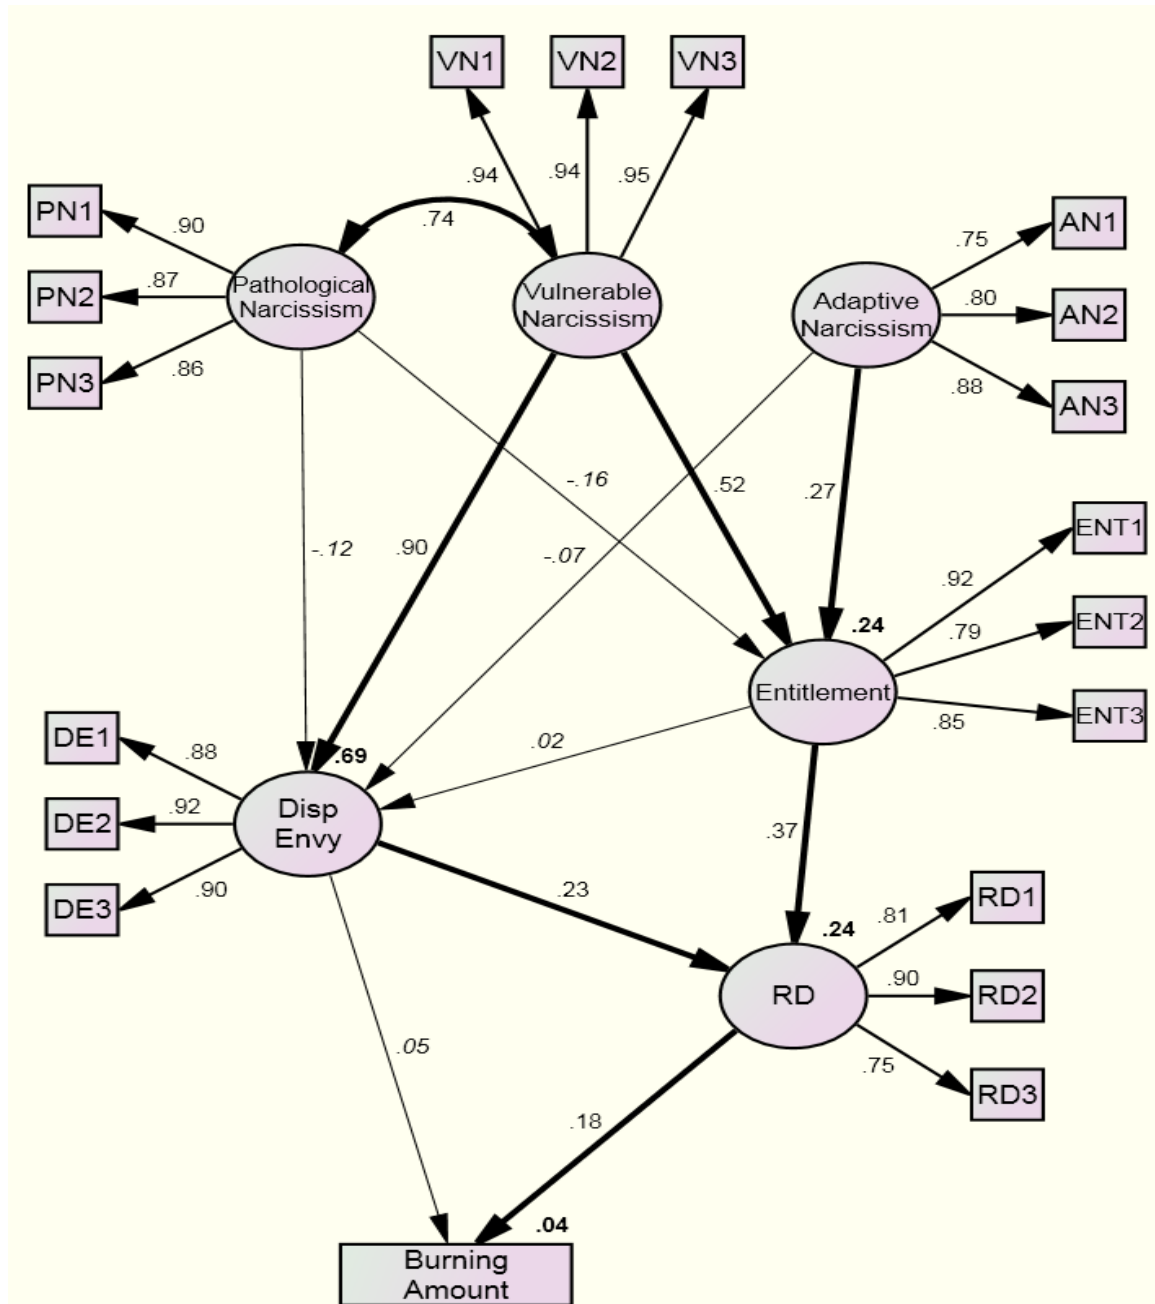 VN1
VN2
VN3
.94
.94
.95
PN1
PN2
PN3
.90
.87
.86
.74
Pathological
Narcissism
Vulnerable
Narcissism
Adaptive
Narcissism
.75
.80
.88
AN1
AN2
AN3
-.16
.52
.27
-.12
.90
-.07
.24
Entitlement
.92
.79
.85
ENT1
ENT2
ENT3
DE1
DE2
DE3
.88
.92
.90
.69
Disp
Envy
.02
.37
.23
.24
RD
.81
.90
.75
RD1
RD2
RD3
.05
.18
.04
Burning
Amount